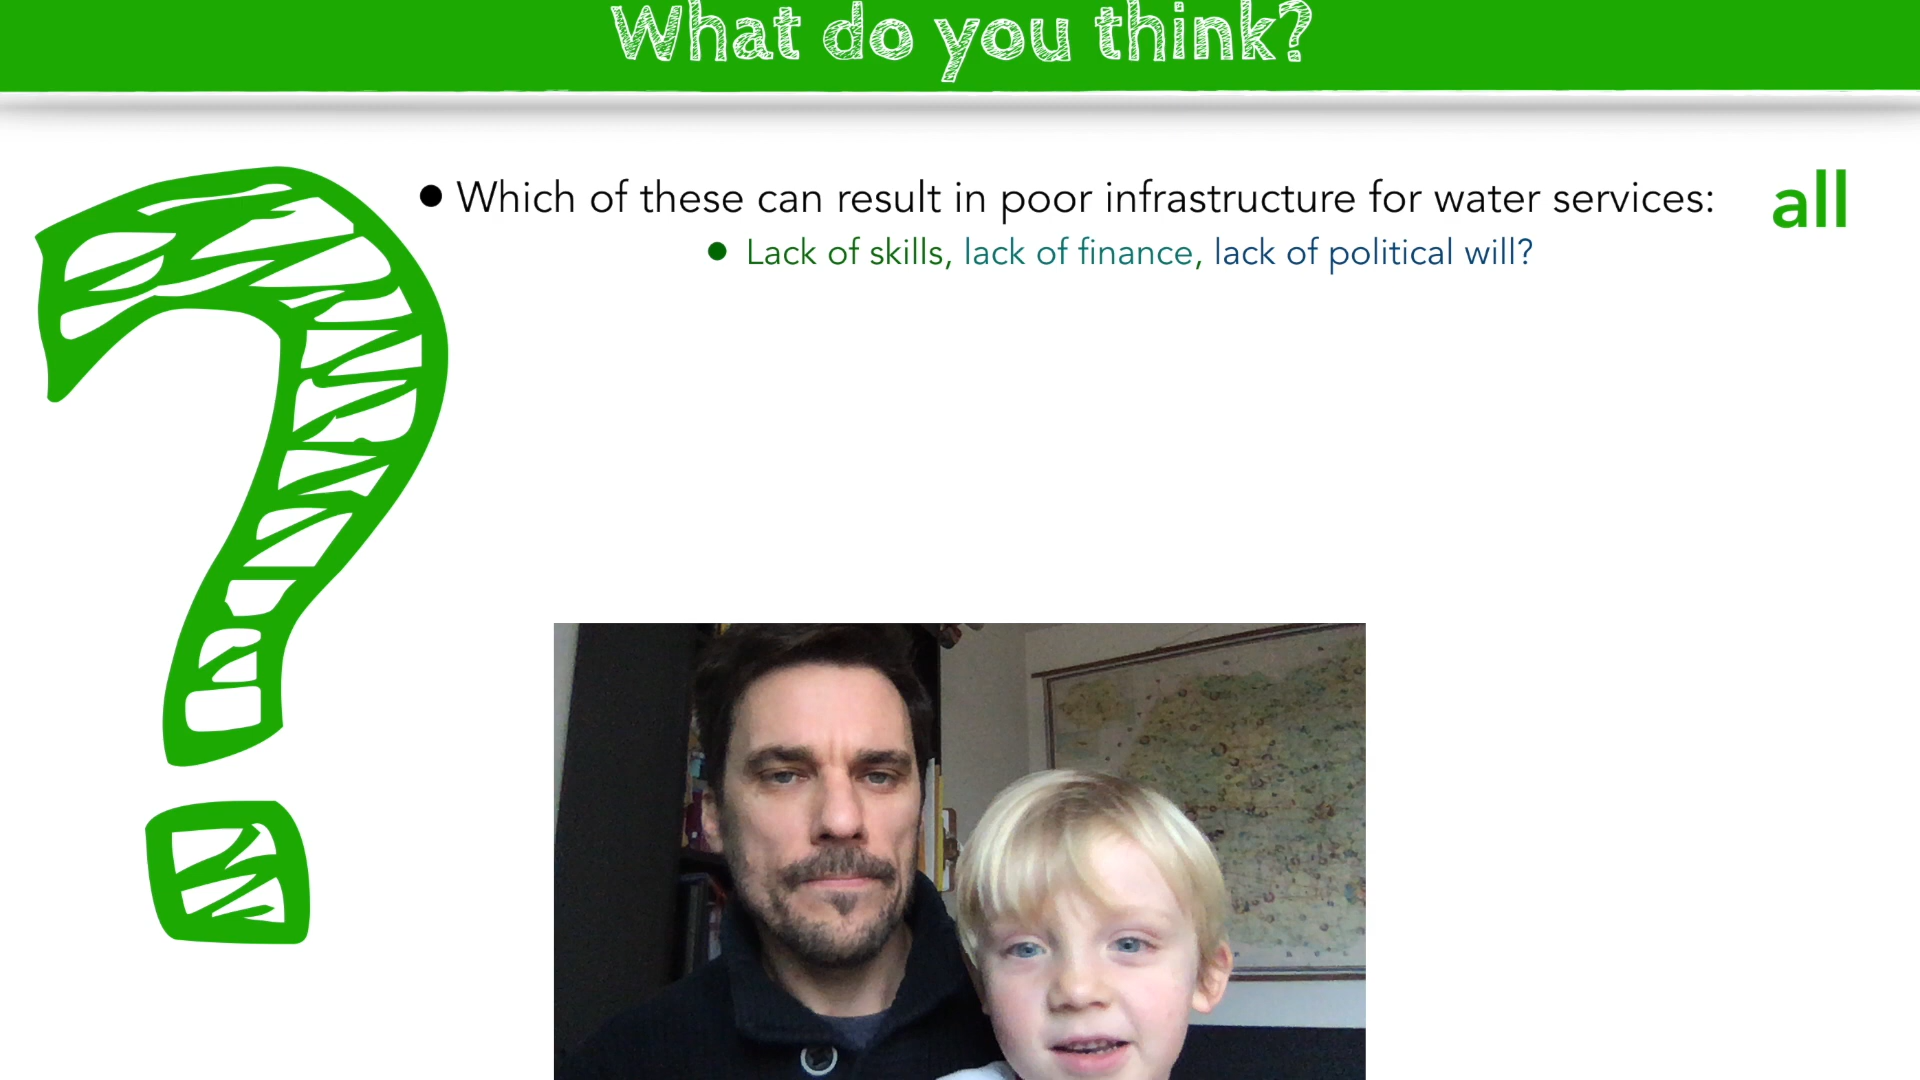 What do you think?
• Which of these can result in poor infrastructure for water services: all
• Lack of skills, lack of finance, lack of political will?